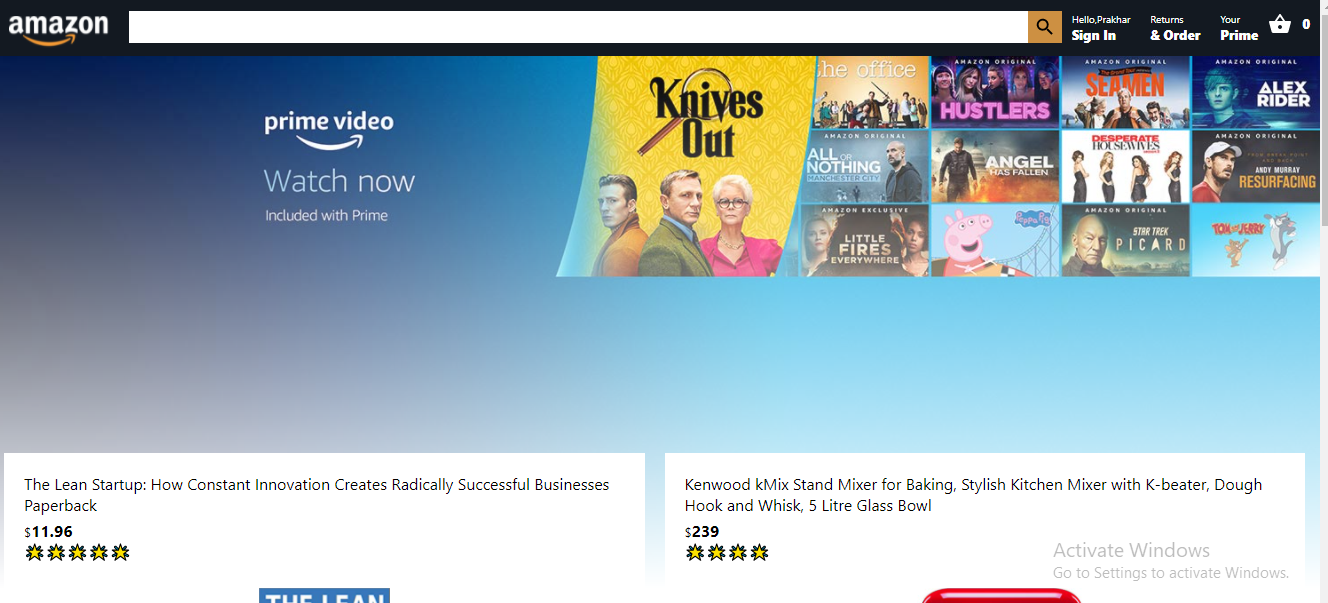 amazon
Hello,Prakhar
Sign In
Returns
& Order
Your
Prime
0
prime video
Watch now
Included with Prime
Knives
Out
the office
AMAZON ORIGINAL
HUSTLERS
AMAZON ORIGINAL
The Grand Tour
SEAMEN
AMAZON ORIGINAL
ALEX
RIDER
AMAZON ORIGINAL
ALL OR
NOTHING
MANCHESTER CITY
ANGEL
HAS FALLEN
DESPERATE
HOUSEWIVES
AMAZON ORIGINAL
ANDY MURRAY
RESURFACING
AMAZON EXCLUSIVE
LITTLE
FIRES
EVERYWHERE
Peppa Pig
AMAZON ORIGINAL
STAR TREK
PICARD
TOM AND JERRY
The Lean Startup: How Constant Innovation Creates Radically Successful Businesses
Paperback
$11.96
Kenwood kMix Stand Mixer for Baking, Stylish Kitchen Mixer with K-beater, Dough
Hook and Whisk, 5 Litre Glass Bowl
$239
THE LEAN
Activate Windows
Go to Settings to activate Windows.